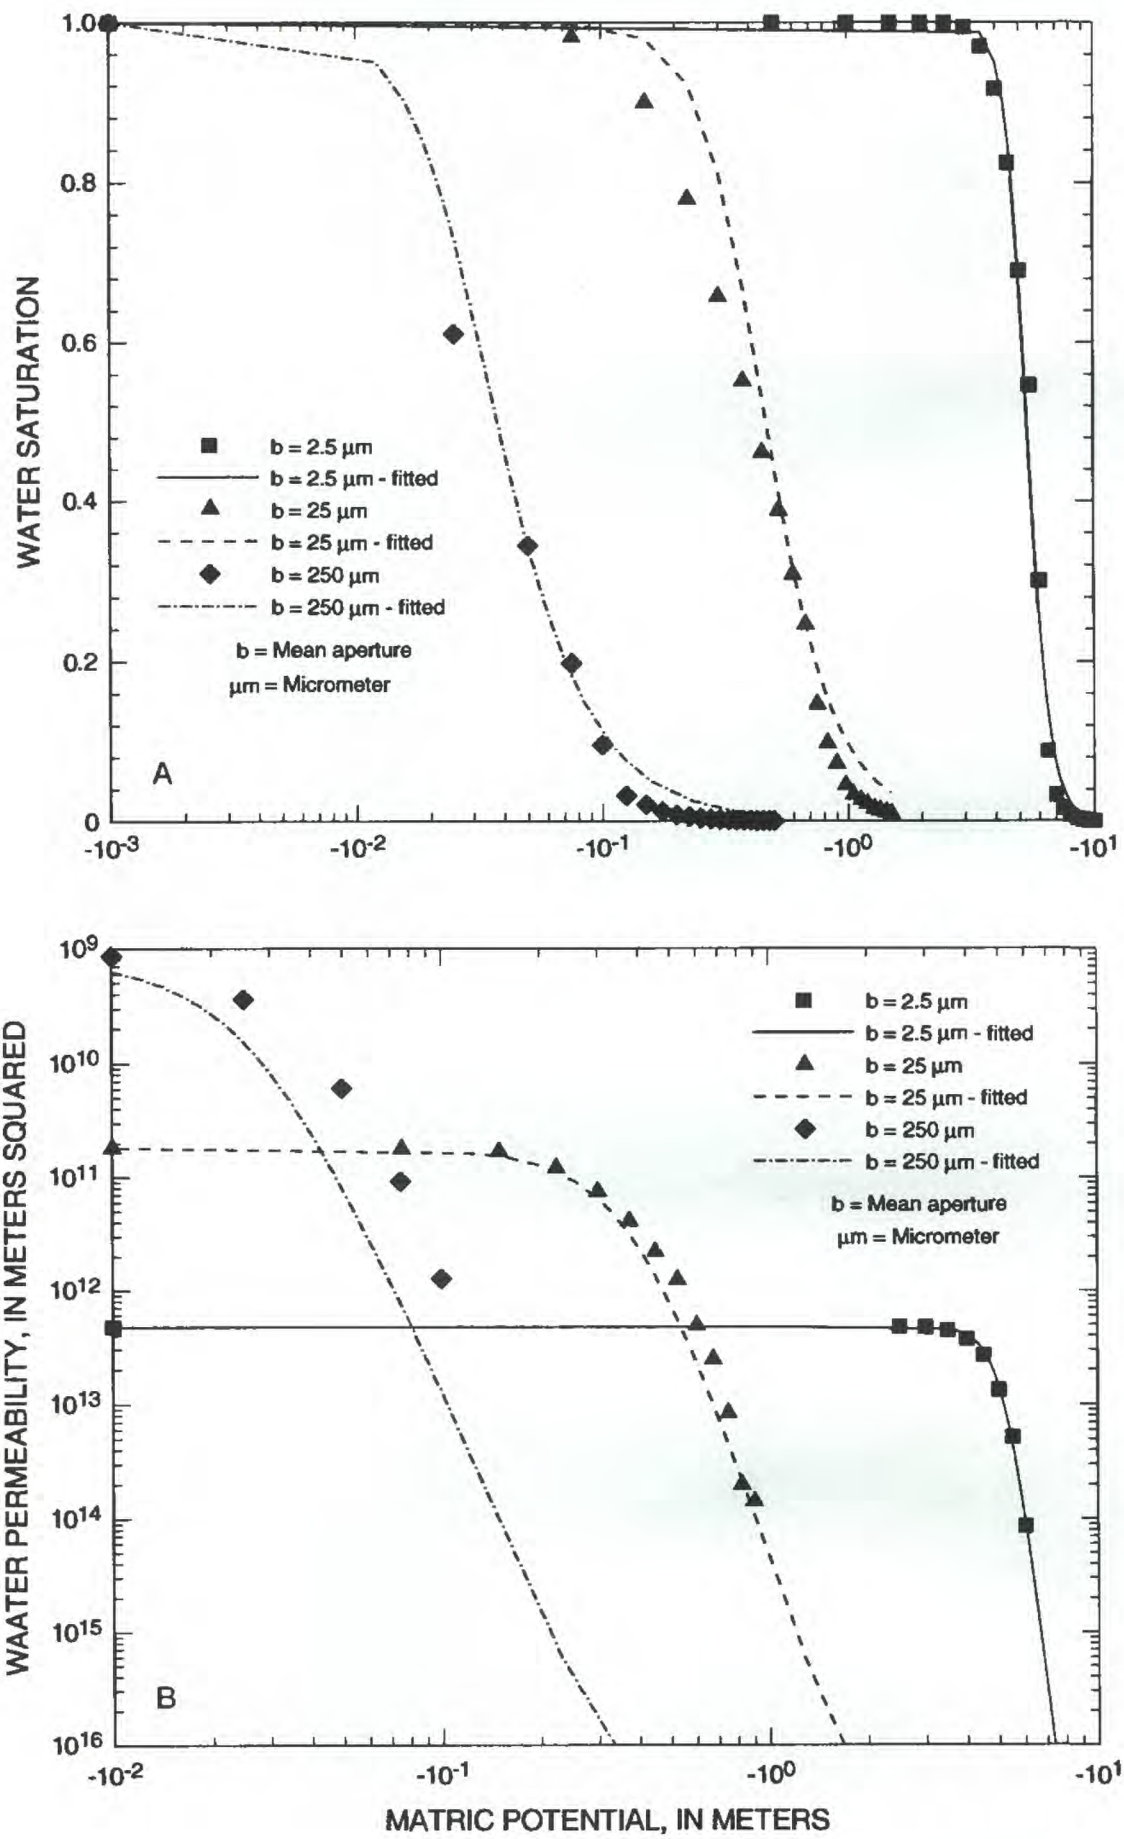 1.0
0.8
0.6
0.4
0.2
0
WATER SATURATION
b = 2.5 µm
b = 2.5 µm - fitted
b = 25 µm
b = 25 µm - fitted
b = 250 µm
b = 250 µm - fitted
b = Mean aperture
µm = Micrometer
A
-10⁻³ -10⁻² -10⁻¹ -10⁰ -10¹
10⁹
10¹⁰
10¹¹
10¹²
10¹³
10¹⁴
10¹⁵
10¹⁶
WAATER PERMEABILITY, IN METERS SQUARED
b = 2.5 µm
b = 2.5 µm - fitted
b = 25 µm
b = 25 µm - fitted
b = 250 µm
b = 250 µm - fitted
b = Mean aperture
µm = Micrometer
B
-10⁻² -10⁻¹ -10⁰ -10¹
MATRIC POTENTIAL, IN METERS